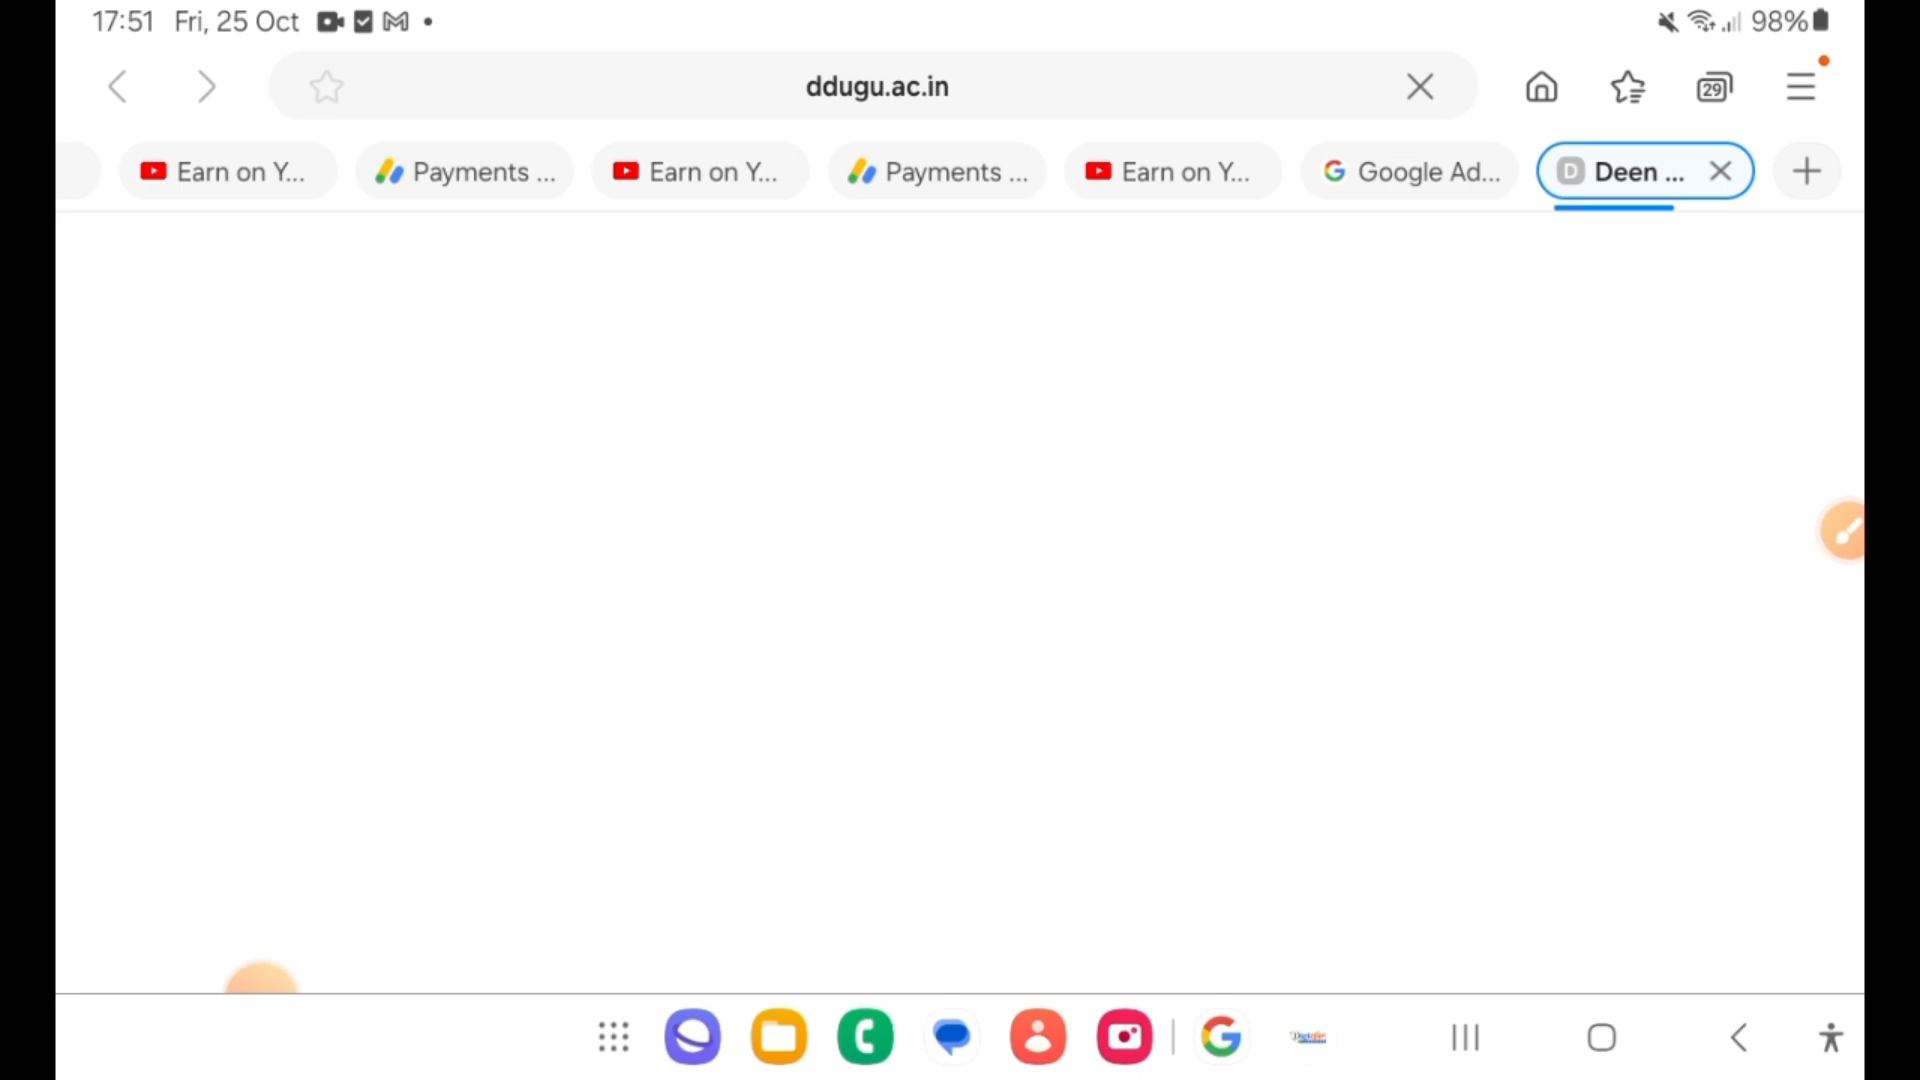 17:51 Fri, 25 Oct
98%
ddugu.ac.in
29
Earn on Y...
Payments ...
Earn on Y...
Payments ...
Earn on Y...
Google Ad...
D Deen ...